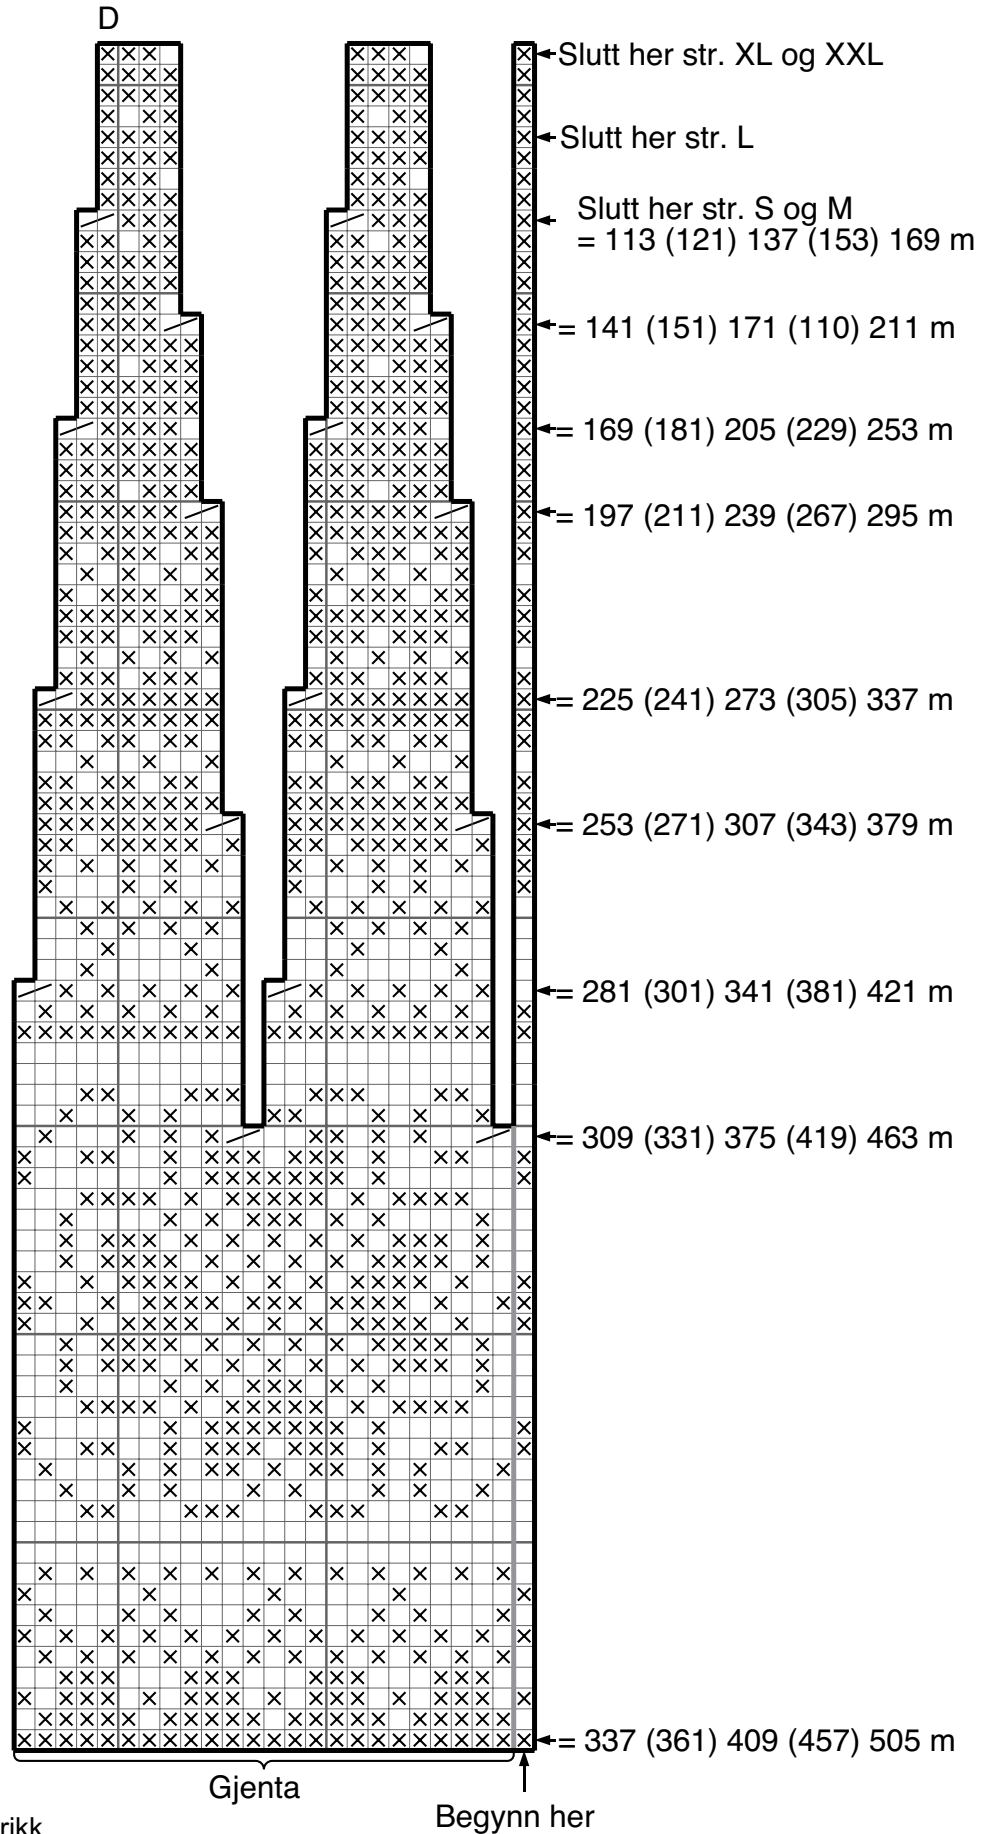 D
Slutt her str. XL og XXL
Slutt her str. L
Slutt her str. S og M
= 113 (121) 137 (153) 169 m
= 141 (151) 171 (110) 211 m
= 169 (181) 205 (229) 253 m
= 197 (211) 239 (267) 295 m
= 225 (241) 273 (305) 337 m
= 253 (271) 307 (343) 379 m
= 281 (301) 341 (381) 421 m
= 309 (331) 375 (419) 463 m
= 337 (361) 409 (457) 505 m
Gjenta
Begynn her
rikk